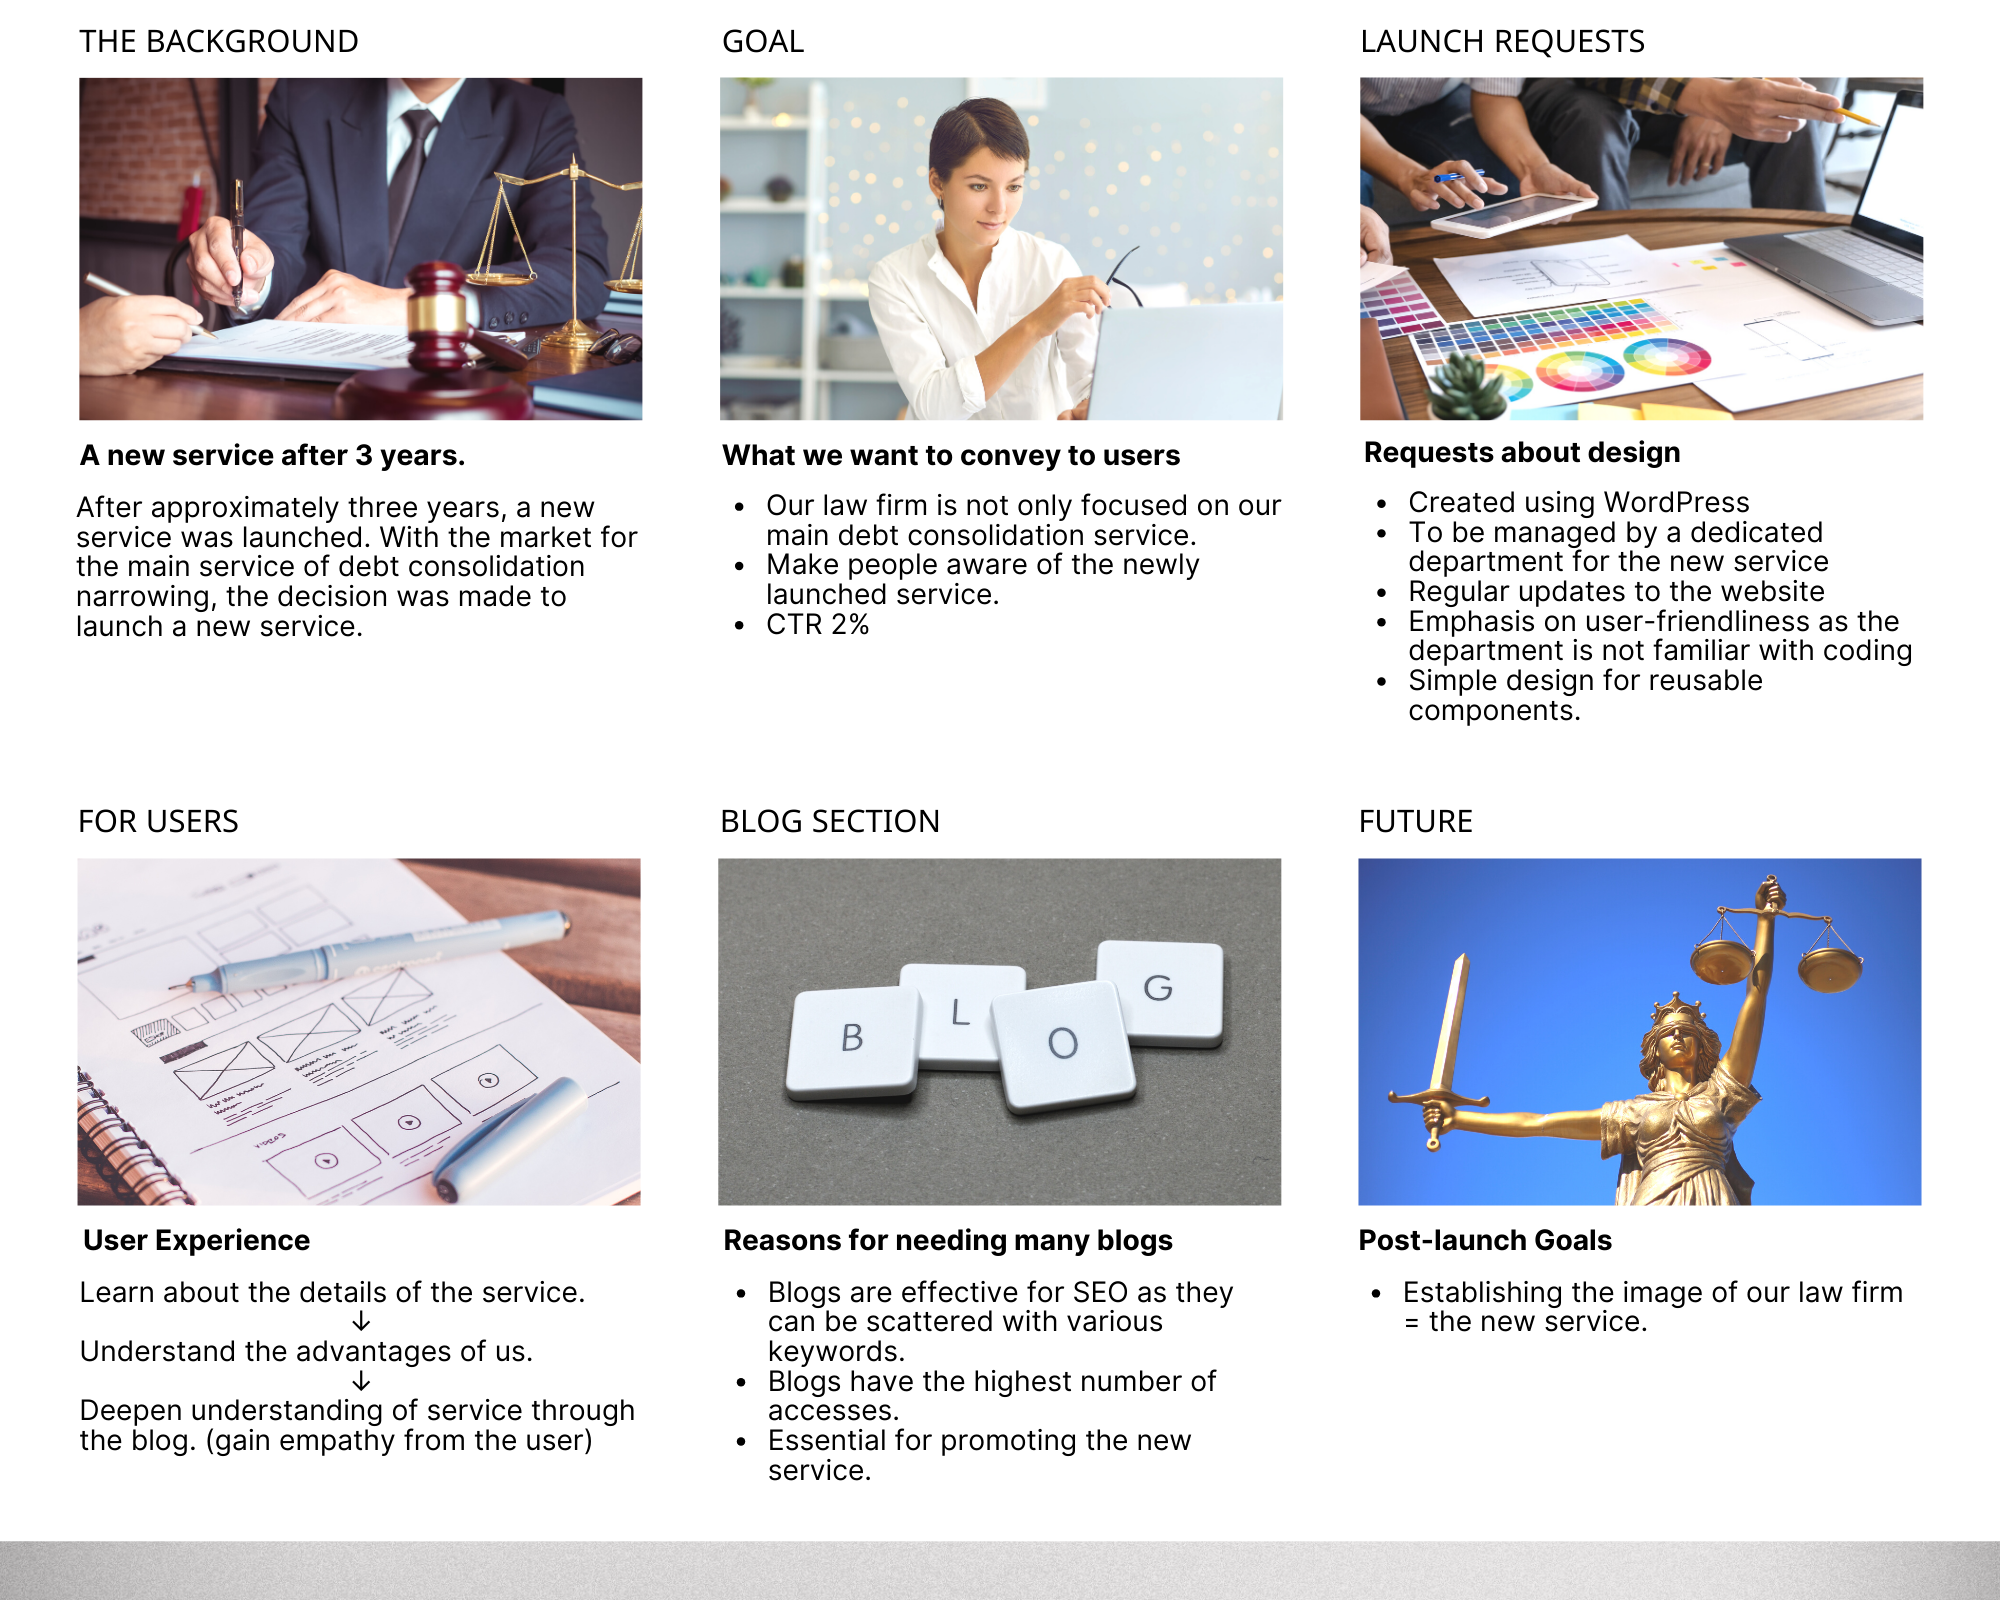 THE BACKGROUND
A new service after 3 years.
After approximately three years, a new
service was launched. With the market for
the main service of debt consolidation
narrowing, the decision was made to
launch a new service.
GOAL
What we want to convey to users
• Our law firm is not only focused on our
main debt consolidation service.
• Make people aware of the newly
launched service.
• CTR 2%
LAUNCH REQUESTS
Requests about design
• Created using WordPress
• To be managed by a dedicated
department for the new service
• Regular updates to the website
• Emphasis on user-friendliness as the
department is not familiar with coding
• Simple design for reusable
components.
FOR USERS
VIDEOS
User Experience
Learn about the details of the service.
↓
Understand the advantages of us.
↓
Deepen understanding of service through
the blog. (gain empathy from the user)
BLOG SECTION
B L O G
Reasons for needing many blogs
• Blogs are effective for SEO as they
can be scattered with various
keywords.
• Blogs have the highest number of
accesses.
• Essential for promoting the new
service.
FUTURE
Post-launch Goals
• Establishing the image of our law firm
= the new service.